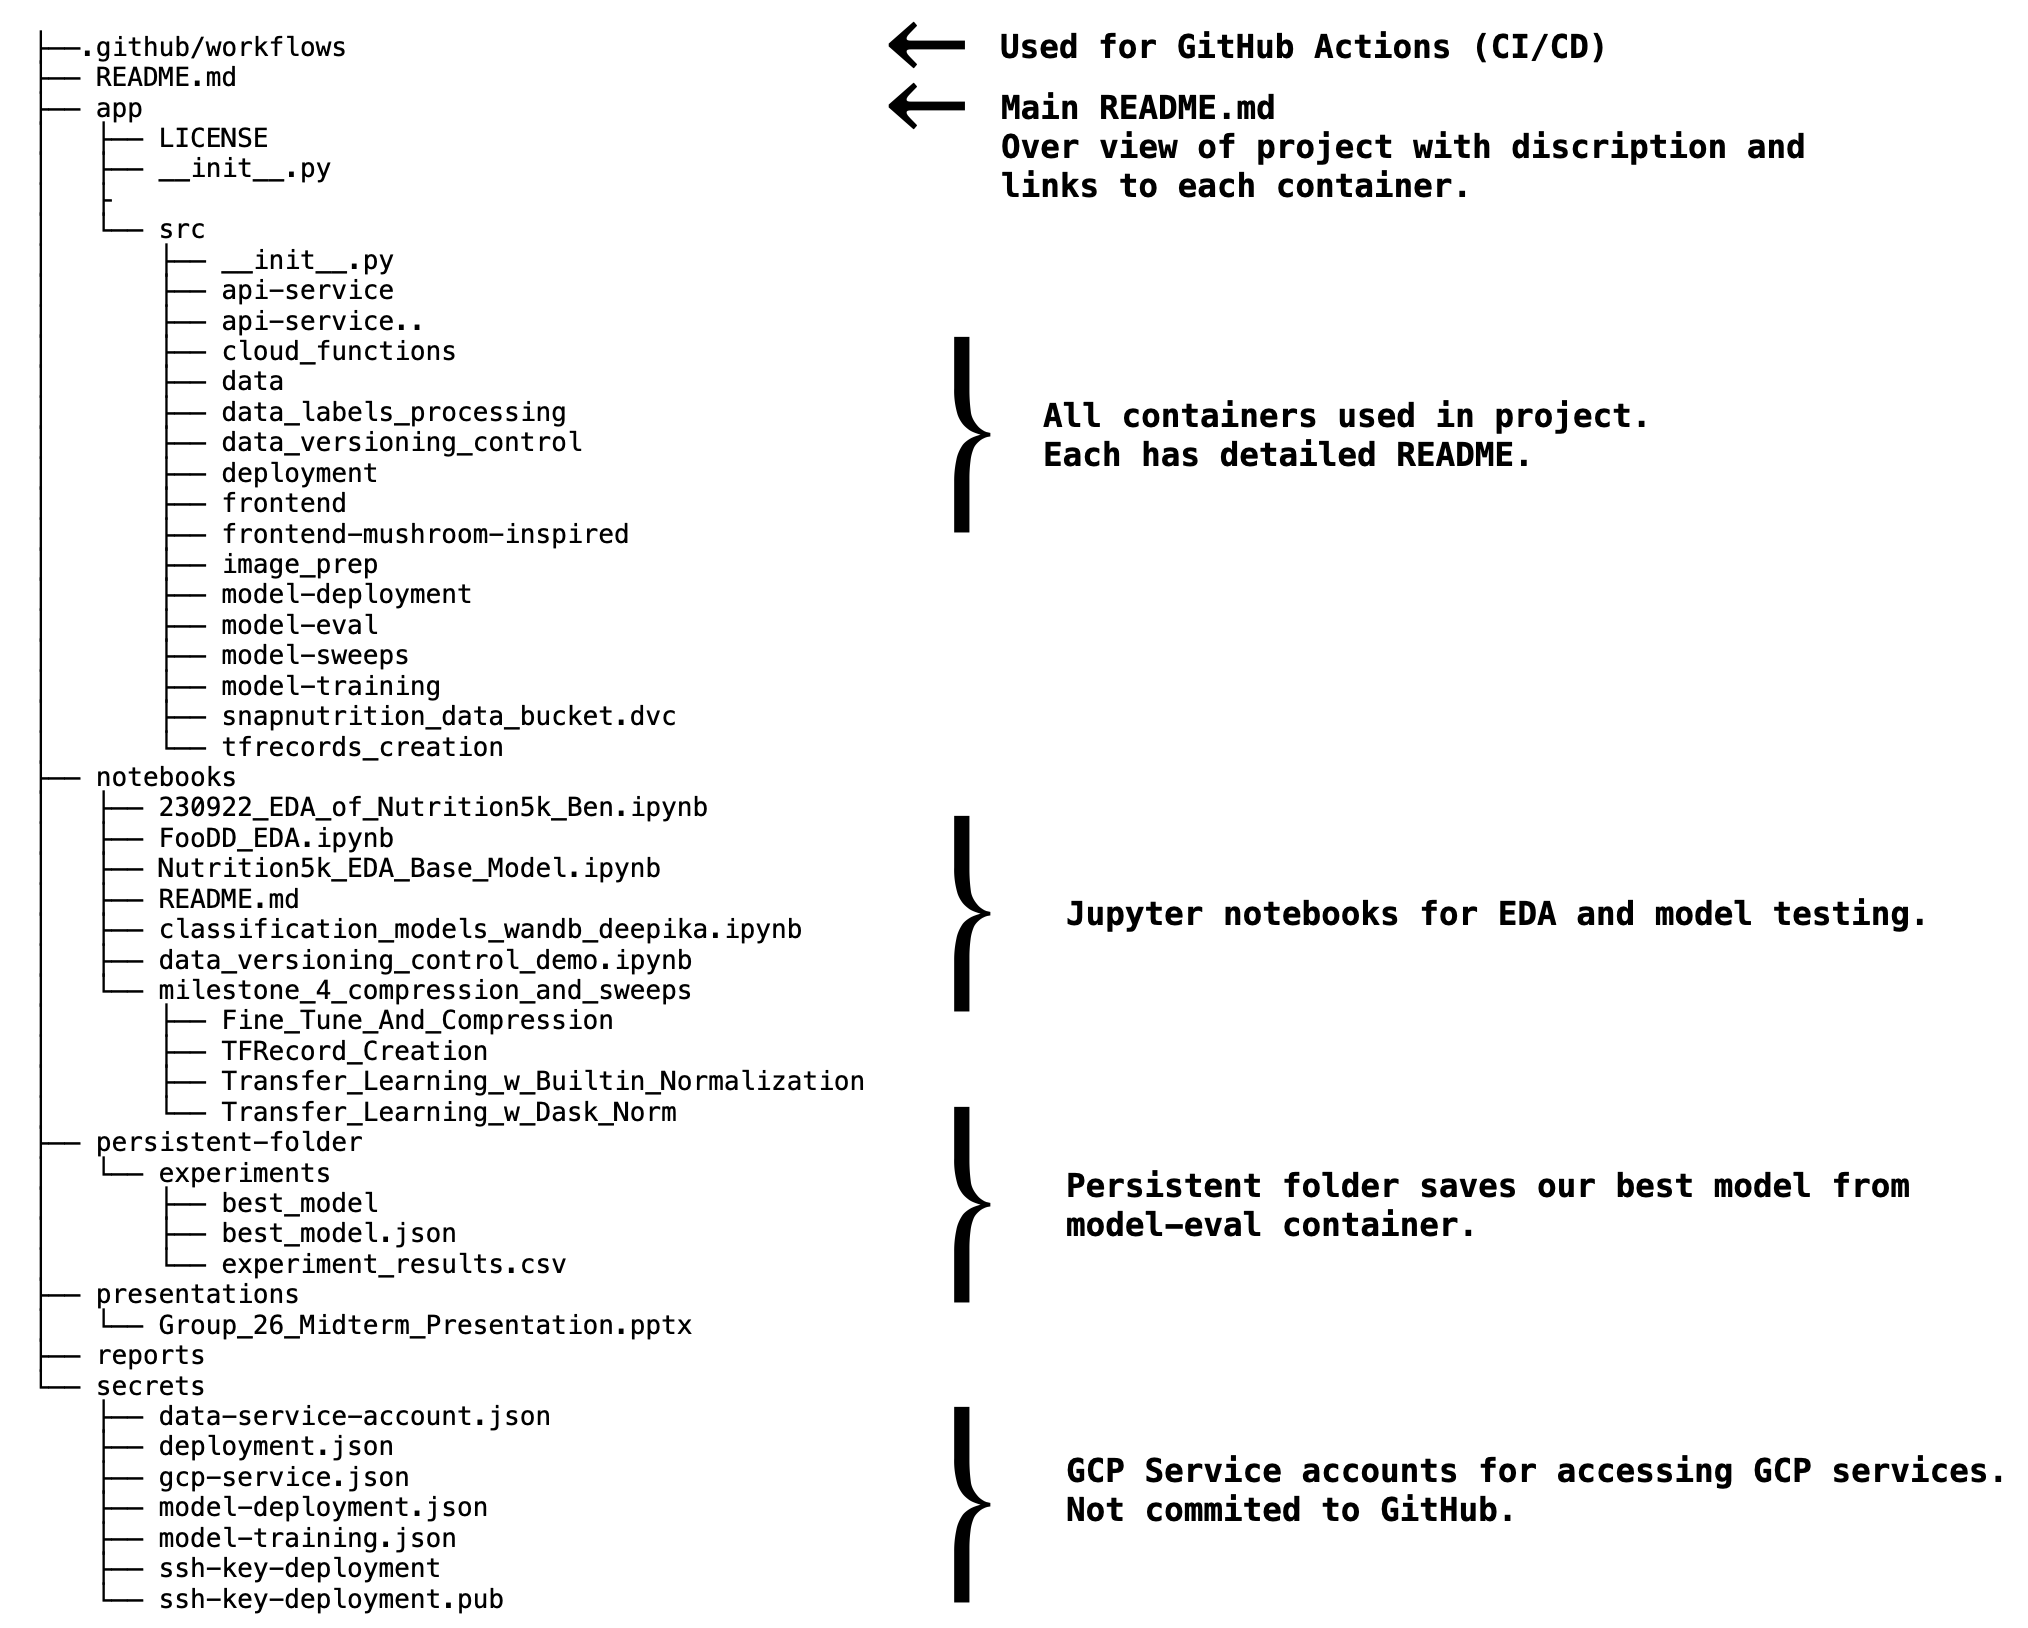 .github/workflows
Used for GitHub Actions (CI/CD)
README.md
app
Main README.md
Over view of project with discription and
links to each container.
LICENSE
__init__.py
src
__init__.py
api-service
api-service..
cloud_functions
data
data_labels_processing
data_versioning_control
deployment
frontend
frontend-mushroom-inspired
image_prep
model-deployment
model-eval
model-sweeps
model-training
snapnutrition_data_bucket.dvc
tfrecords_creation
All containers used in project.
Each has detailed README.
notebooks
230922_EDA_of_Nutrition5k_Ben.ipynb
FooDD_EDA.ipynb
Nutrition5k_EDA_Base_Model.ipynb
README.md
classification_models_wandb_deepika.ipynb
data_versioning_control_demo.ipynb
milestone_4_compression_and_sweeps
Fine_Tune_And_Compression
TFRecord_Creation
Transfer_Learning_w_Builtin_Normalization
Transfer_Learning_w_Dask_Norm
Jupyter notebooks for EDA and model testing.
persistent-folder
experiments
best_model
best_model.json
experiment_results.csv
Persistent folder saves our best model from
model-eval container.
presentations
Group_26_Midterm_Presentation.pptx
reports
secrets
data-service-account.json
deployment.json
gcp-service.json
model-deployment.json
model-training.json
ssh-key-deployment
ssh-key-deployment.pub
GCP Service accounts for accessing GCP services.
Not commited to GitHub.